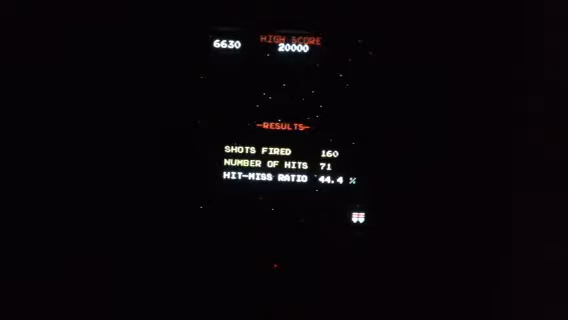 HIGH SCORE
6630 20000
-RESULTS-
SHOTS FIRED 160
NUMBER OF HITS 71
HIT-MISS RATIO 44.4 %